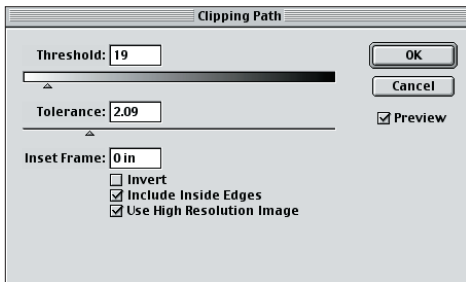 Clipping Path
Threshold: 19
OK
Cancel
Tolerance: 2.09
Preview
Inset Frame: 0 in
Invert
Include Inside Edges
Use High Resolution Image